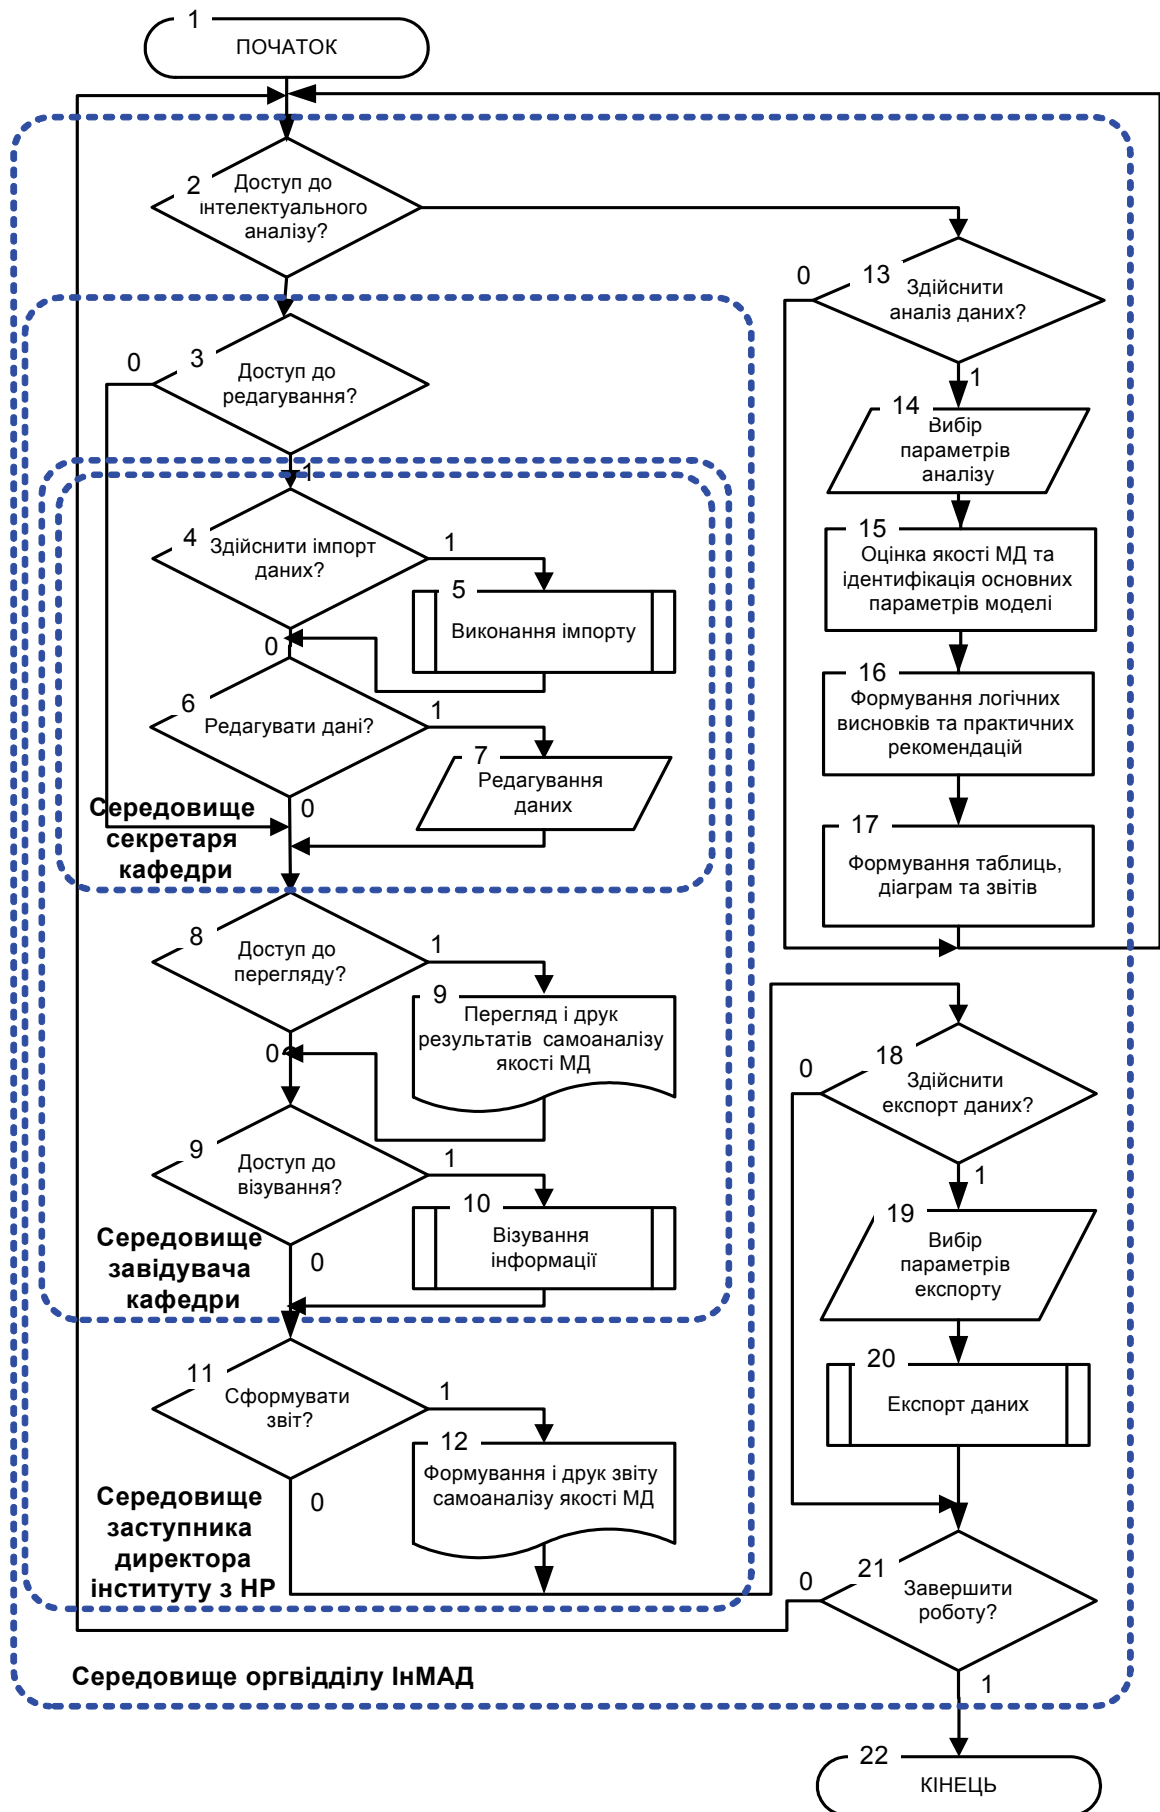 1
ПОЧАТОК
2
Доступ до
інтелектуального
аналізу?
3
0
Доступ до
редагування?
1
4
Здійснити імпорт
даних?
1
5
Виконання імпорту
0
6
Редагувати дані?
1
7
Редагування
даних
0
Середовище
секретаря
кафедри
8
Доступ до
перегляду?
1
9
Перегляд і друк
результатів самоаналізу
якості МД
0
9
Доступ до
візування?
1
10
Візування
інформації
0
Середовище
завідувача
кафедри
11
Сформувати
звіт?
1
12
Формування і друк звіту
самоаналізу якості МД
0
Середовище
заступника
директора
інституту з НР
Середовище оргвідділу ІнМАД
13
0
Здійснити
аналіз даних?
1
14
Вибір
параметрів
аналізу
15
Оцінка якості МД та
ідентифікація основних
параметрів моделі
16
Формування логічних
висновків та практичних
рекомендацій
17
Формування таблиць,
діаграм та звітів
18
0
Здійснити
експорт даних?
1
19
Вибір
параметрів
експорту
20
Експорт даних
21
0
Завершити
роботу?
1
22
КІНЕЦЬ